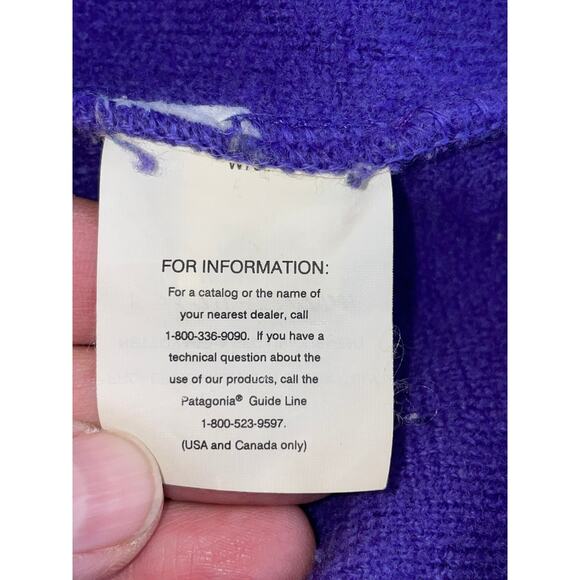 FOR INFORMATION:
For a catalog or the name of
your nearest dealer, call
1-800-336-9090. If you have a
technical question about the
use of our products, call the
Patagonia® Guide Line
1-800-523-9597.
(USA and Canada only)